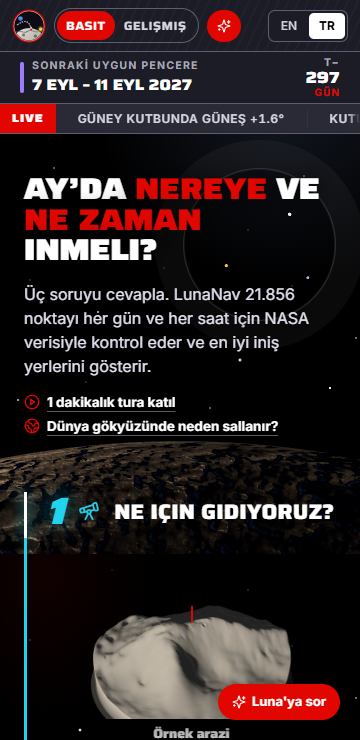 BASIT
GELIŞMIŞ
EN
TR
SONRAKİ UYGUN PENCERE
7 EYL – 11 EYL 2027
T−
297
GÜN
LIVE
GÜNEY KUTBUNDA GÜNEŞ +1.6°
KUT
AY'DA NEREYE VE
NE ZAMAN
INMELİ?
Üç soruyu cevapla. LunaNav 21.856
noktayı her gün ve her saat için NASA
verisiyle kontrol eder ve en iyi iniş
yerlerini gösterir.
1 dakikalık tura katıl
Dünya gökyüzünde neden sallanır?
1
NE IÇIN GIDIYORUZ?
Luna'ya sor
Örnek arazi